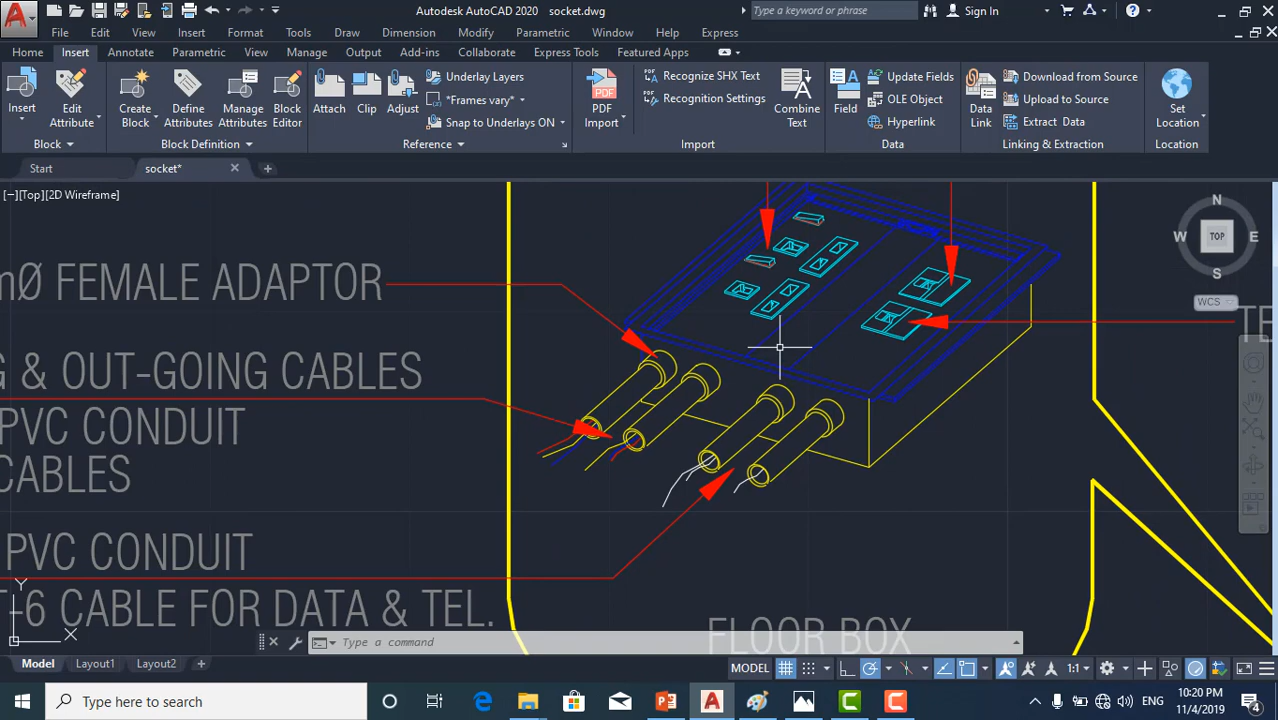 Autodesk AutoCAD 2020 socket.dwg
Type a keyword or phrase
Sign In
File Edit View Insert Format Tools Draw Dimension Modify Parametric Window Help Express
Home Insert Annotate Parametric View Manage Output Add-ins Collaborate Express Tools Featured Apps
Insert
Edit Attribute
Create Block
Define Attributes
Manage Attributes
Block Editor
Attach
Clip
Adjust
Underlay Layers
*Frames vary*
Snap to Underlays ON
PDF
PDF Import
Recognize SHX Text
Recognition Settings
Combine Text
Field
Update Fields
OLE Object
Hyperlink
Data Link
Download from Source
Upload to Source
Extract Data
Set Location
Block
Block Definition
Reference
Import
Data
Linking & Extraction
Location
Start
socket*
[−][Top][2D Wireframe]
N
W TOP E
S
WCS
mØ FEMALE ADAPTOR
TE
G & OUT-GOING CABLES
PVC CONDUIT
CABLES
PVC CONDUIT
T-6 CABLE FOR DATA & TEL.
FLOOR BOX
Y
X
Type a command
Model Layout1 Layout2
MODEL
1:1
Type here to search
ENG
10:20 PM
11/4/2019
4